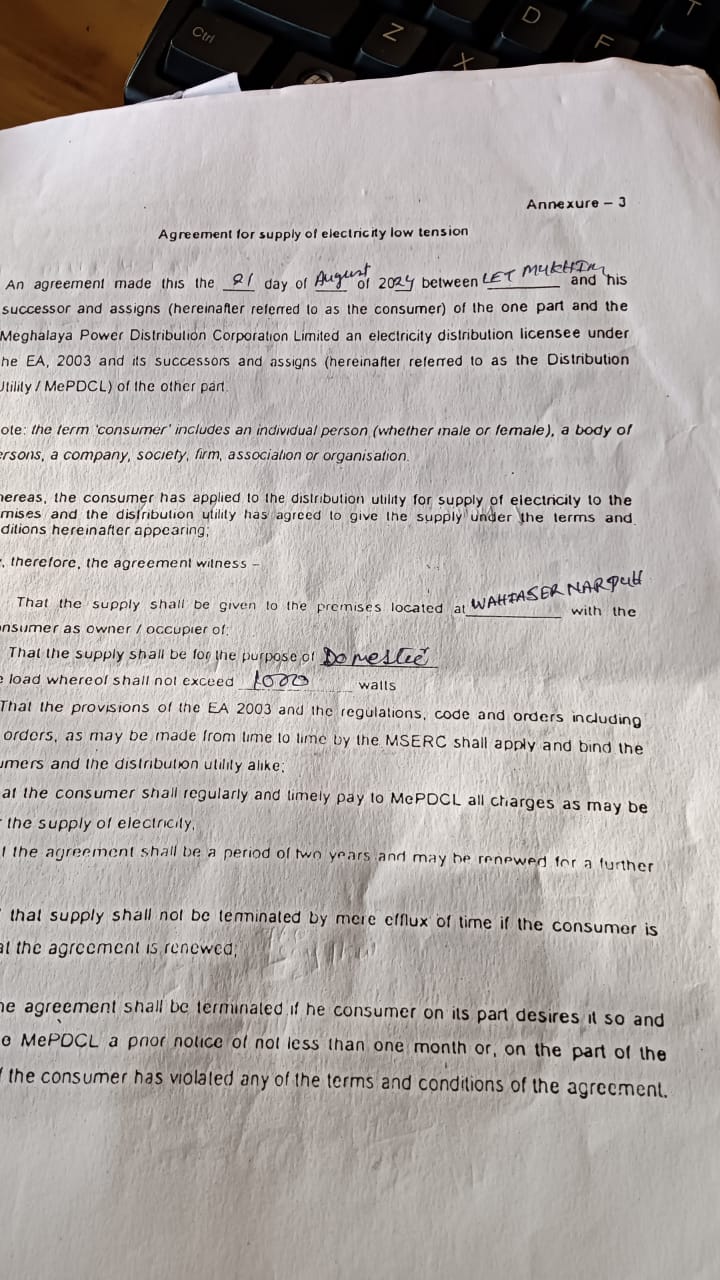 Ctrl
Z
X
D
F
T
Annexure – 3
Agreement for supply of electricity low tension
An agreement made this the 21 day of August of 2024 between LET MUKHIM and his
successor and assigns (hereinafter referred to as the consumer) of the one part and the
Meghalaya Power Distribution Corporation Limited an electricity distribution licensee under
he EA, 2003 and its successors and assigns (hereinafter referred to as the Distribution
Utility / MePDCL) of the other part.
ote: the term 'consumer' includes an individual person (whether male or female), a body of
ersons, a company, society, firm, association or organisation.
hereas, the consumer has applied to the distribution utility for supply of electricity to the
mises and the distribution utility has agreed to give the supply under the terms and
ditions hereinafter appearing;
, therefore, the agreement witness –
That the supply shall be given to the premises located at WAHIASER NARPUH with the
nsumer as owner / occupier of;
That the supply shall be for the purpose of Domestic
e load whereof shall not exceed 1000 watts
That the provisions of the EA 2003 and the regulations, code and orders including
orders, as may be made from time to time by the MSERC shall apply and bind the
umers and the distribution utility alike;
at the consumer shall regularly and timely pay to MePDCL all charges as may be
the supply of electricity,
the agreement shall be a period of two years and may be renewed for a further
that supply shall not be terminated by mere efflux of time if the consumer is
at the agreement is renewed;
he agreement shall be terminated if he consumer on its part desires it so and
e MePDCL a prior notice of not less than one month or, on the part of the
the consumer has violated any of the terms and conditions of the agreement.